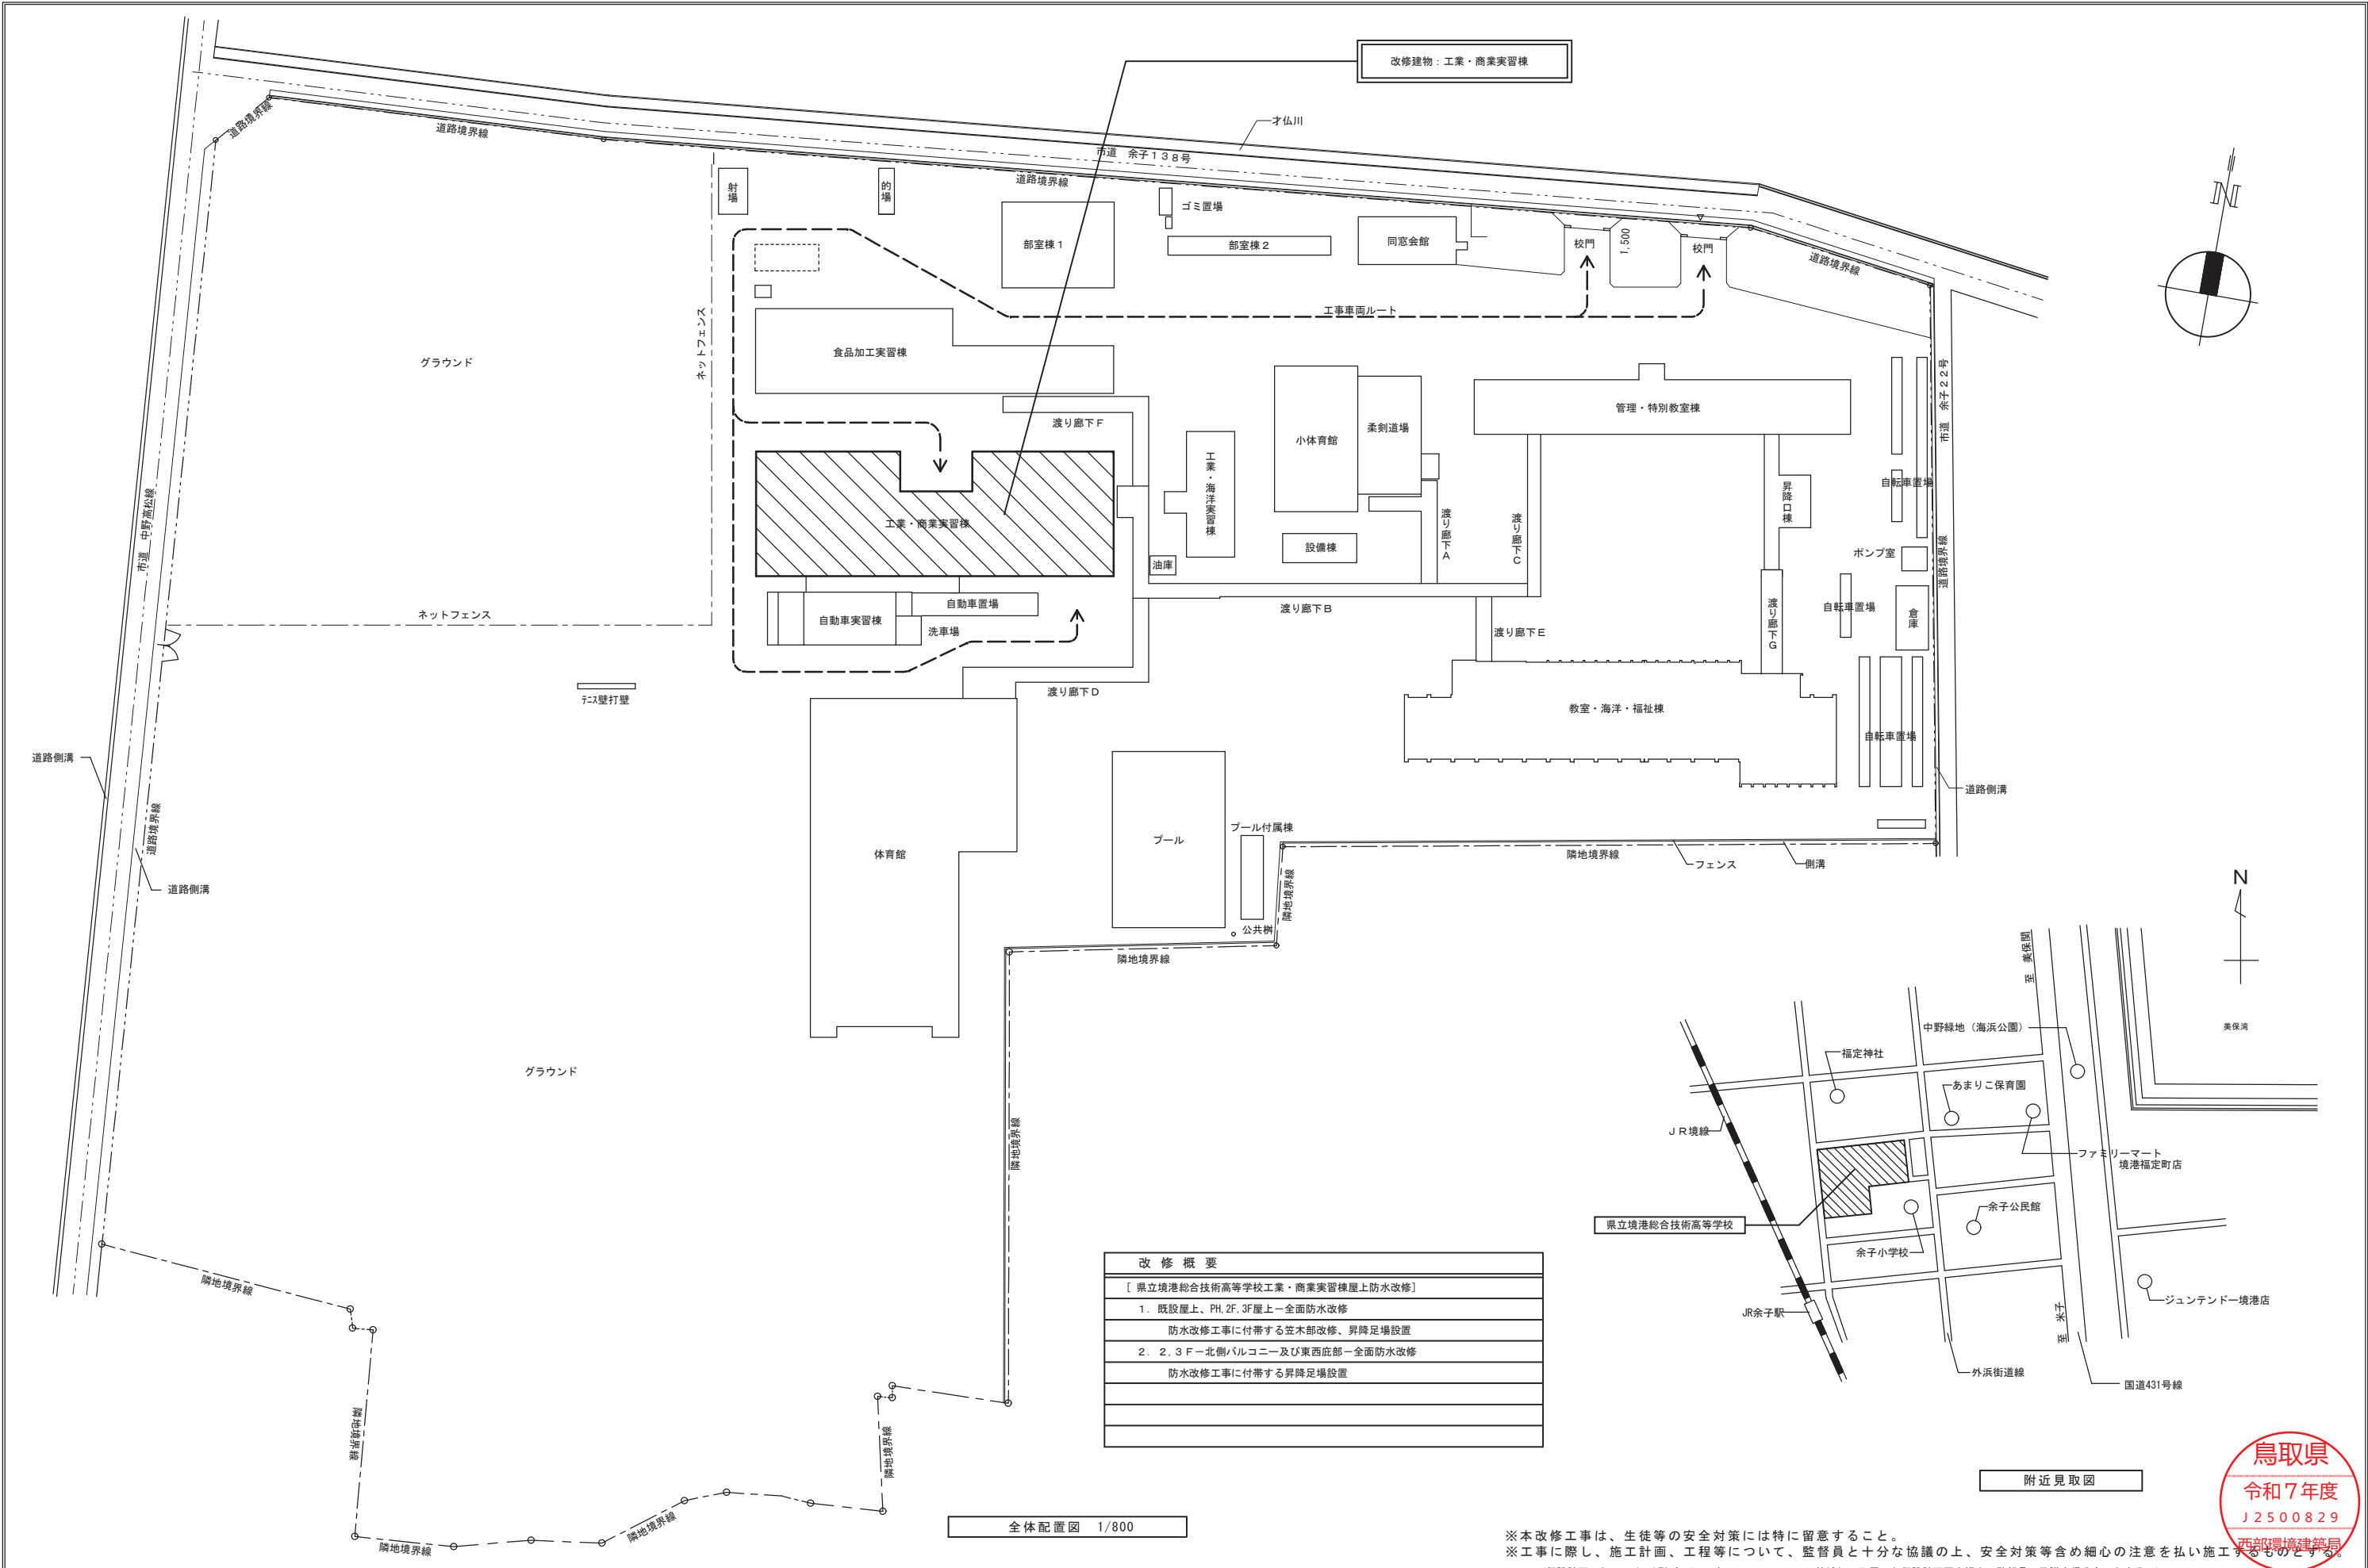 改修建物：工業・商業実習棟
才仏川
市道　余子１３８号
道路境界線
道路境界線
道路境界線
道路境界線
射場
的場
ゴミ置場
部室棟１
部室棟２
同窓会館
校門
1,500
校門
N
工事車両ルート
ネットフェンス
グラウンド
食品加工実習棟
渡り廊下Ｆ
小体育館
柔剣道場
管理・特別教室棟
市道　余子２２号
工業・海洋実習棟
工業・商業実習棟
昇降口棟
自転車置場
渡り廊下Ａ
渡り廊下Ｃ
設備棟
油庫
ポンプ室
道路境界線
市道　中野高松線
ネットフェンス
自動車実習棟
自動車置場
洗車場
渡り廊下Ｂ
渡り廊下Ｅ
渡り廊下Ｇ
自転車置場
倉庫
渡り廊下Ｄ
ﾃﾆｽ壁打壁
教室・海洋・福祉棟
自転車置場
道路側溝
道路側溝
道路境界線
道路側溝
体育館
プール
プール付属棟
隣地境界線
フェンス
側溝
隣地境界線
公共桝
隣地境界線
グラウンド
隣地境界線
隣地境界線
隣地境界線
隣地境界線
隣地境界線
隣地境界線
N
美保湾
至　美保関
中野緑地（海浜公園）
福定神社
あまりこ保育園
ＪＲ境線
ファミリーマート
境港福定町店
県立境港総合技術高等学校
余子公民館
余子小学校
JR余子駅
ジュンテンドー境港店
至　米子
外浜街道線
国道431号線
改 修 概 要
[ 県立境港総合技術高等学校工業・商業実習棟屋上防水改修]
1. 既設屋上、PH,2F,3F屋上－全面防水改修
防水改修工事に付帯する笠木部改修、昇降足場設置
2. 2,3Ｆ－北側バルコニー及び東西庇部－全面防水改修
防水改修工事に付帯する昇降足場設置
全体配置図　1/800
附近見取図
鳥取県
令和７年度
Ｊ２５００８２９
西部環境建築局
※本改修工事は、生徒等の安全対策には特に留意すること。
※工事に際し、施工計画、工程等について、監督員と十分な協議の上、安全対策等含め細心の注意を払い施工するものとする。